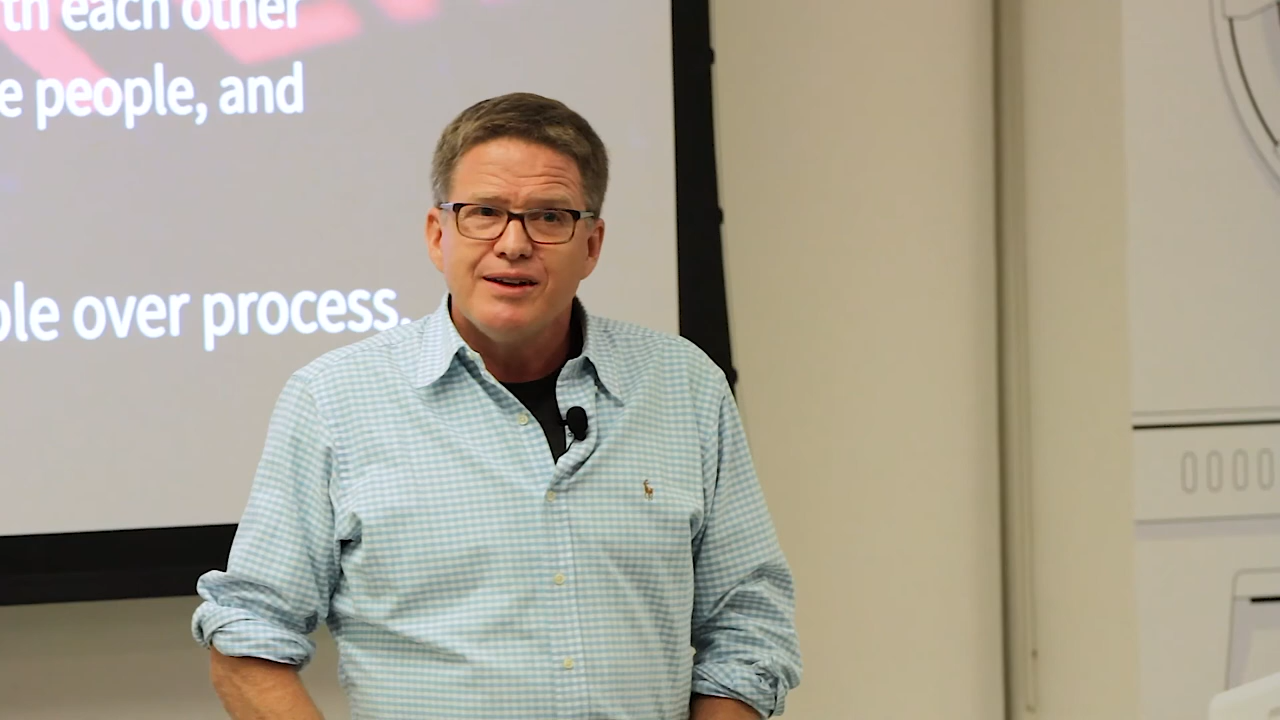 th each other
e people, and
ple over process.